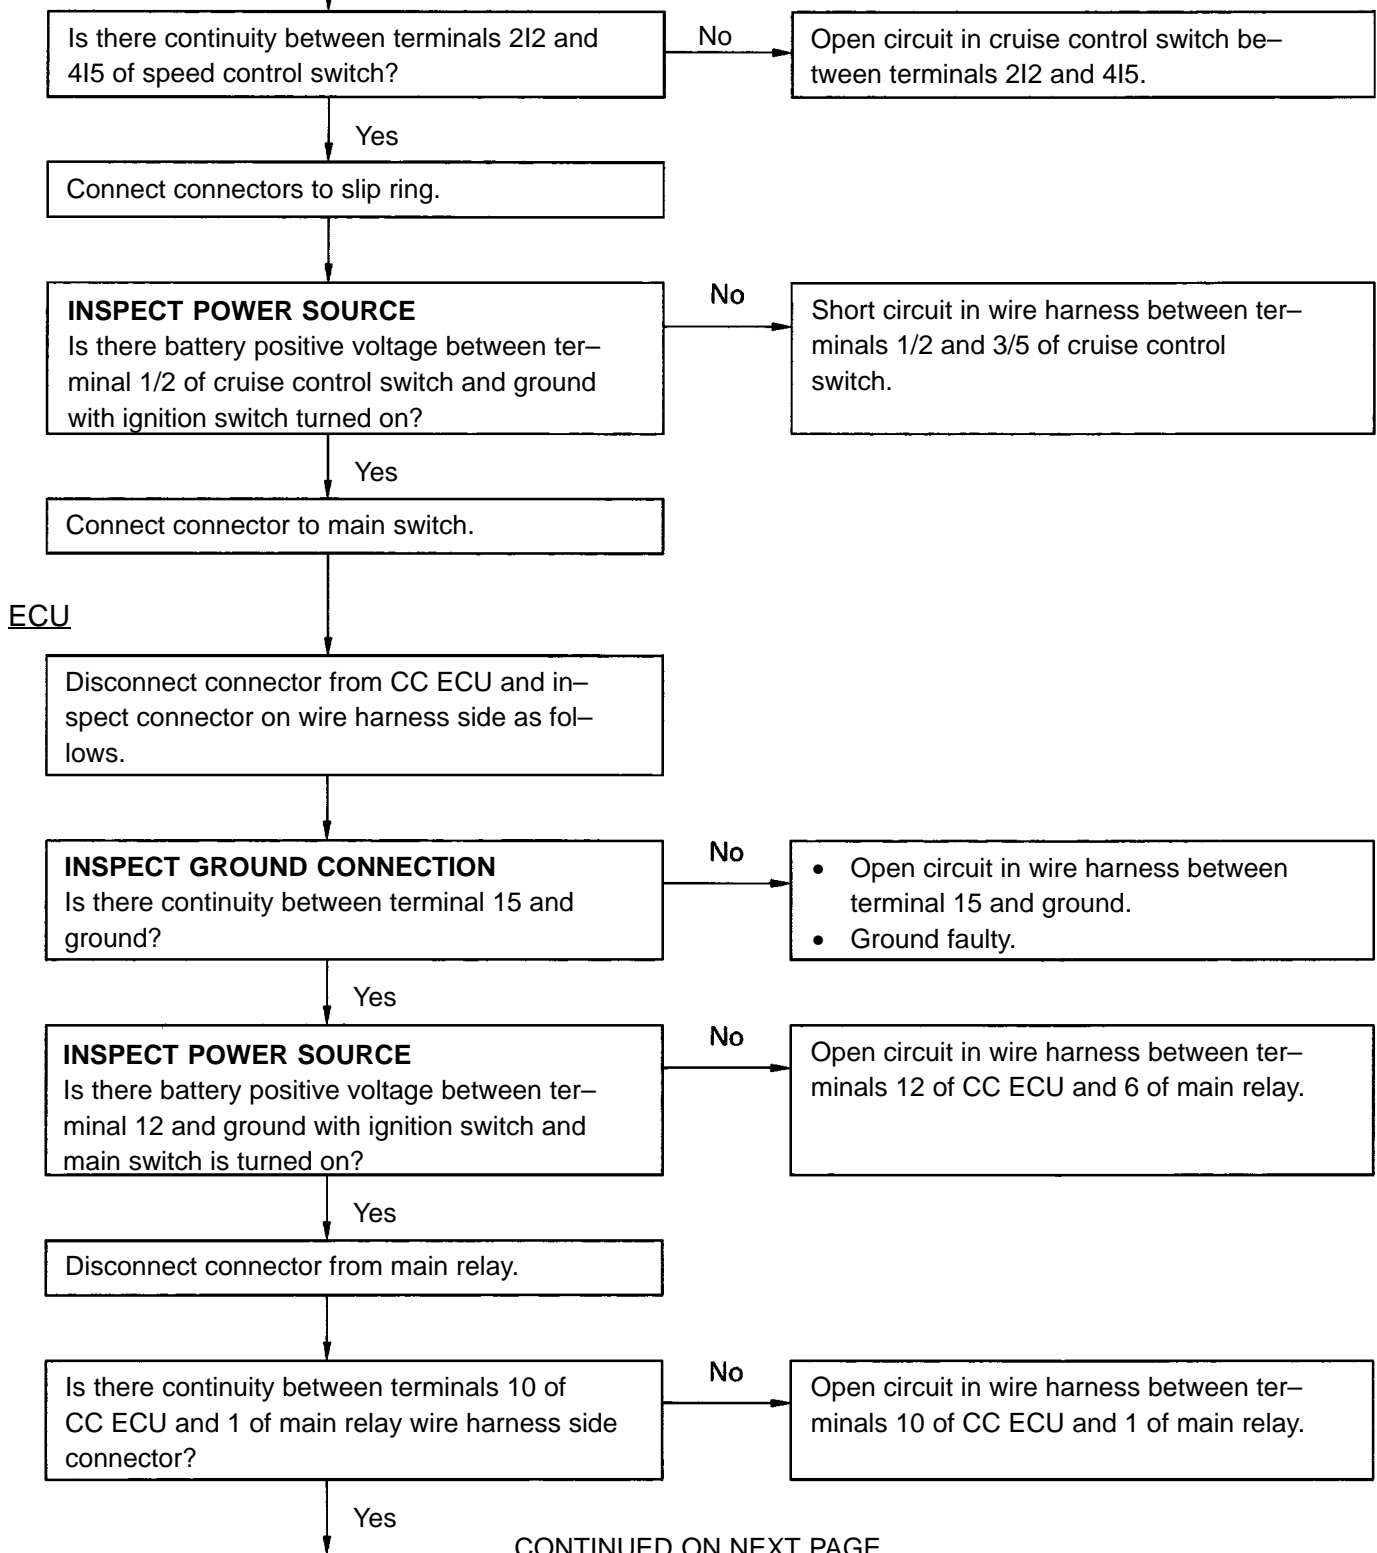 Is there continuity between terminals 2I2 and
4I5 of speed control switch?
No
Open circuit in cruise control switch be–
tween terminals 2I2 and 4I5.
Yes
Connect connectors to slip ring.
INSPECT POWER SOURCE
Is there battery positive voltage between ter–
minal 1/2 of cruise control switch and ground
with ignition switch turned on?
No
Short circuit in wire harness between ter–
minals 1/2 and 3/5 of cruise control
switch.
Yes
Connect connector to main switch.
ECU
Disconnect connector from CC ECU and in–
spect connector on wire harness side as fol–
lows.
INSPECT GROUND CONNECTION
Is there continuity between terminal 15 and
ground?
No
• Open circuit in wire harness between
terminal 15 and ground.
• Ground faulty.
Yes
INSPECT POWER SOURCE
Is there battery positive voltage between ter–
minal 12 and ground with ignition switch and
main switch is turned on?
No
Open circuit in wire harness between ter–
minals 12 of CC ECU and 6 of main relay.
Yes
Disconnect connector from main relay.
Is there continuity between terminals 10 of
CC ECU and 1 of main relay wire harness side
connector?
No
Open circuit in wire harness between ter–
minals 10 of CC ECU and 1 of main relay.
Yes
CONTINUED ON NEXT PAGE